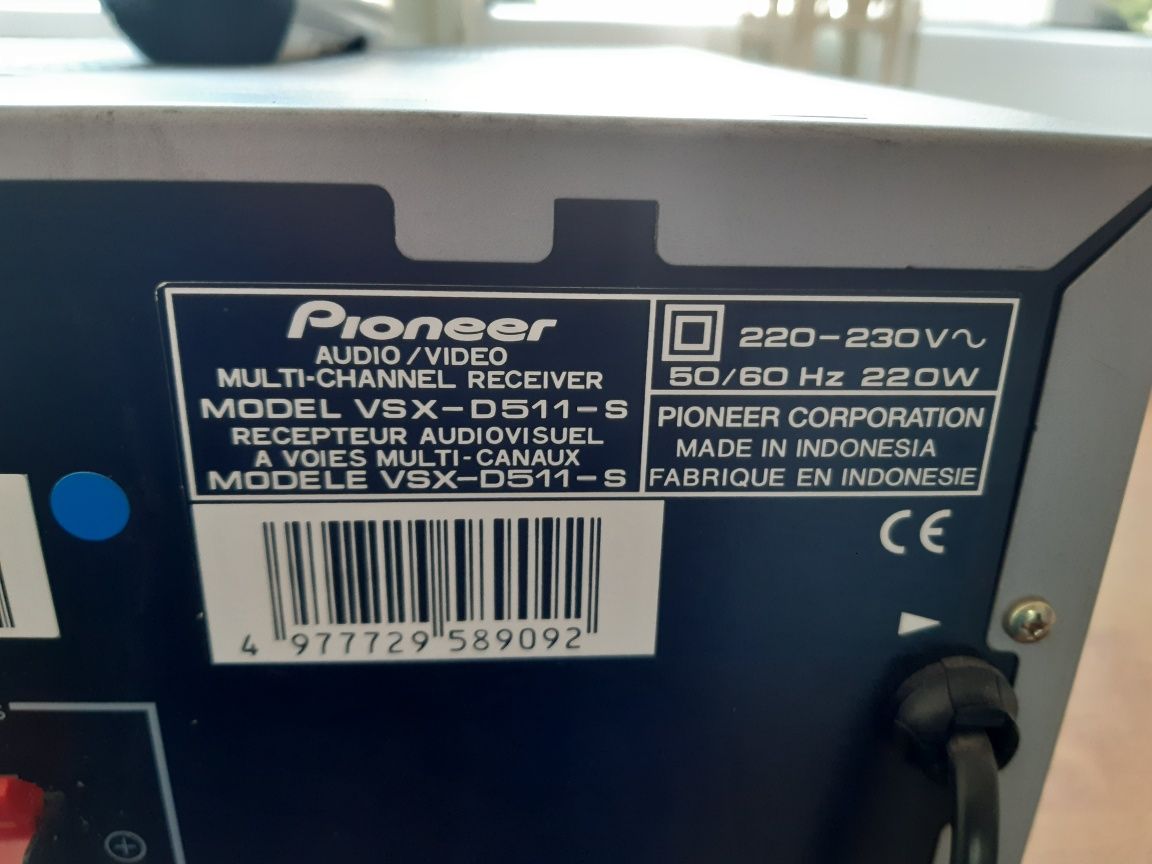 Pioneer
AUDIO/VIDEO
MULTI-CHANNEL RECEIVER
MODEL VSX-D511-S
RECEPTEUR AUDIOVISUEL
A VOIES MULTI-CANAUX
MODELE VSX-D511-S
220-230V~
50/60 Hz 220W
PIONEER CORPORATION
MADE IN INDONESIA
FABRIQUE EN INDONESIE
CE
4 977729 589092